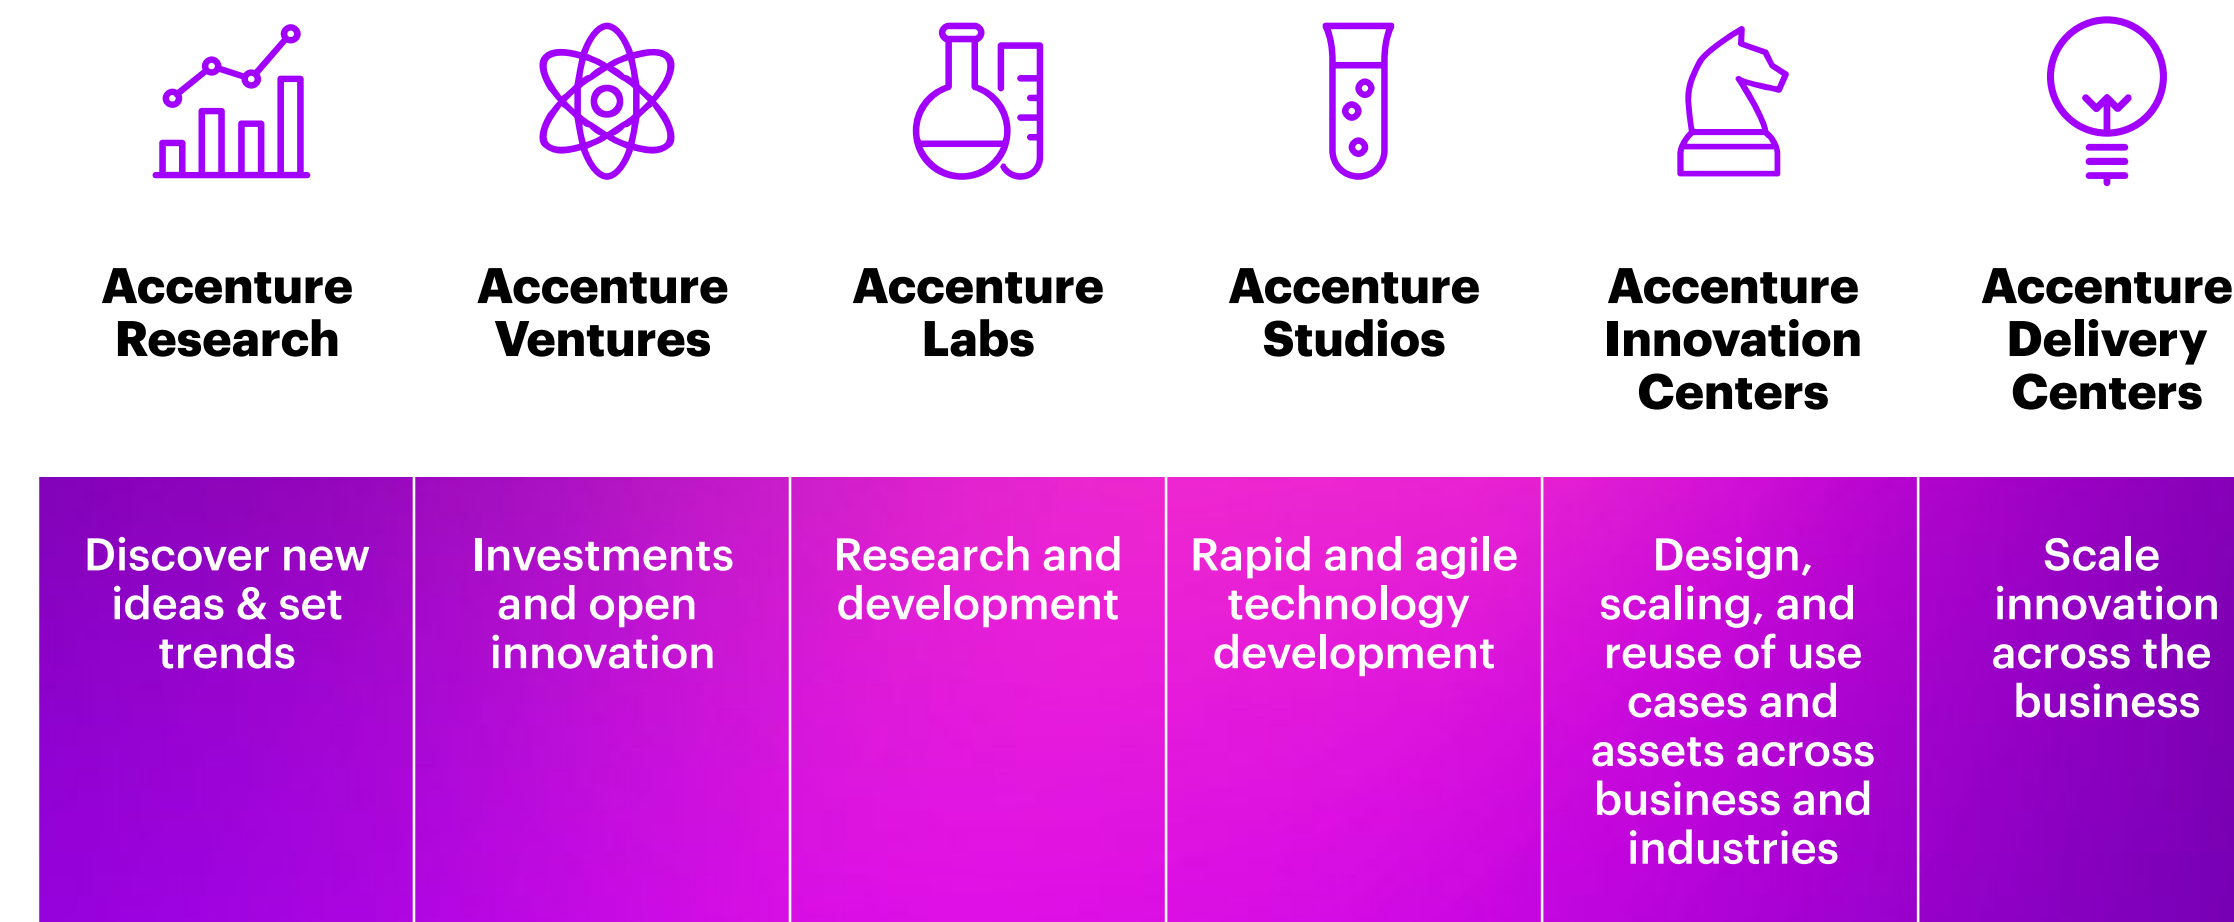 Accenture
Research
Accenture
Ventures
Accenture
Labs
Accenture
Studios
Accenture
Innovation
Centers
Accenture
Delivery
Centers
Discover new
ideas & set
trends
Investments
and open
innovation
Research and
development
Rapid and agile
technology
development
Design,
scaling, and
reuse of use
cases and
assets across
business and
industries
Scale
innovation
across the
business